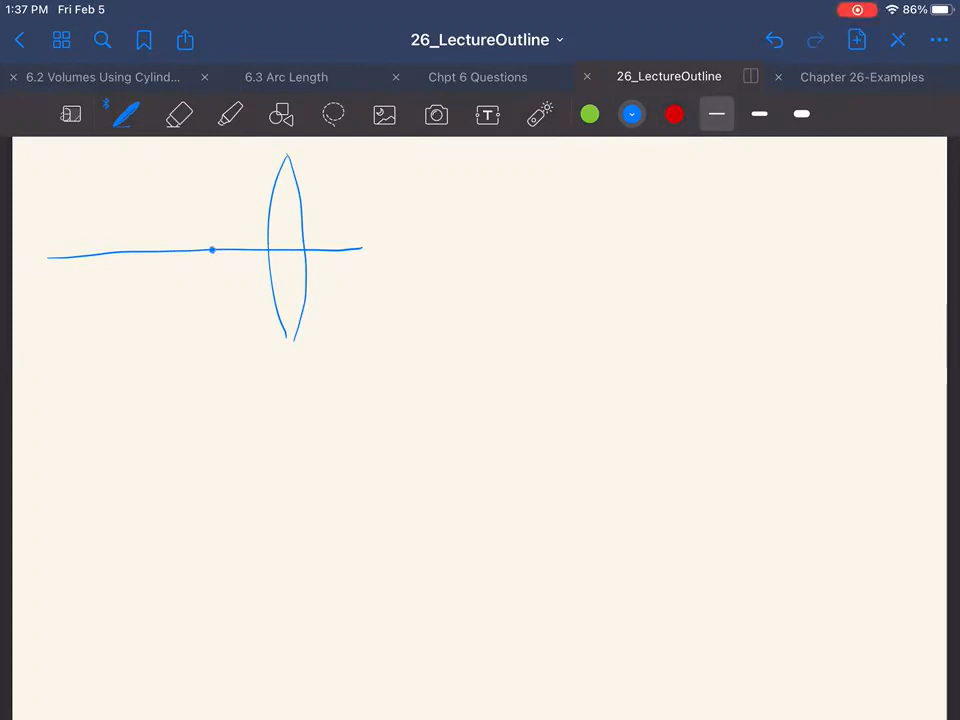 1:37 PM Fri Feb 5
86%
26_LectureOutline
6.2 Volumes Using Cylind...
6.3 Arc Length
Chpt 6 Questions
26_LectureOutline
Chapter 26-Examples
T